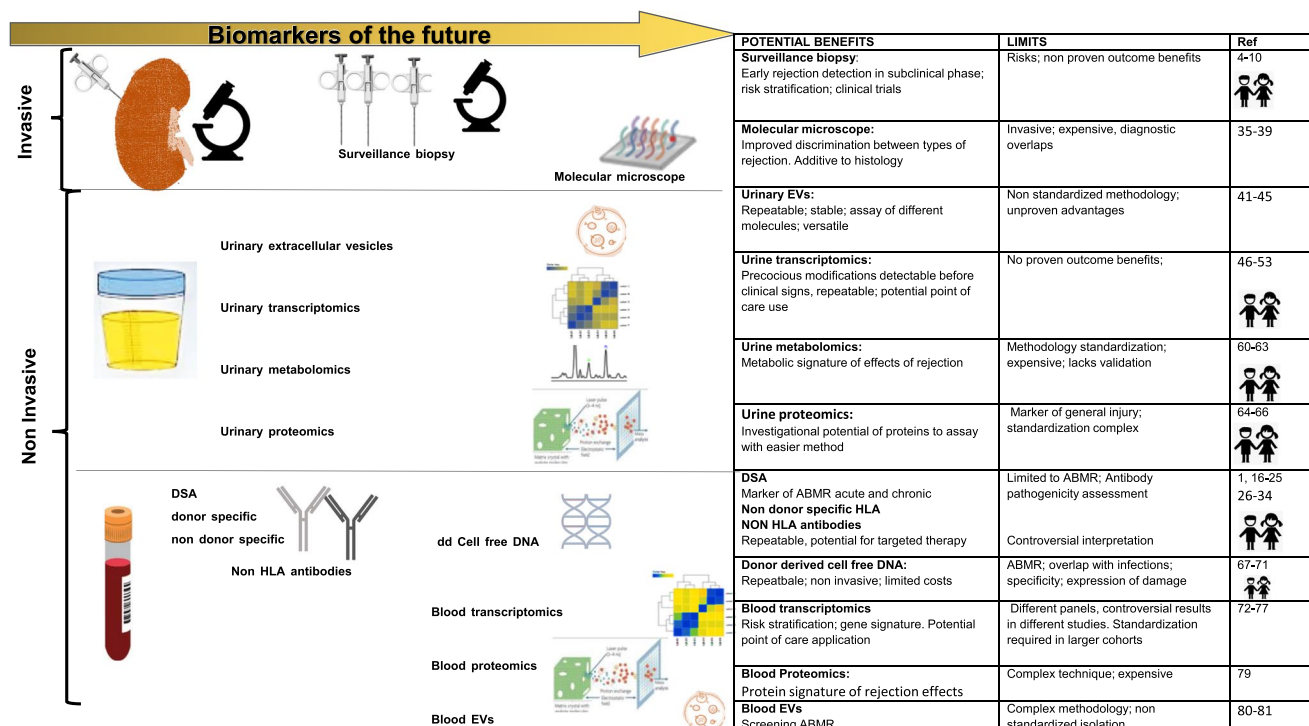 Biomarkers of the future
Invasive
Surveillance biopsy
Molecular microscope
Non Invasive
Urinary extracellular vesicles
Urinary transcriptomics
Urinary metabolomics
Urinary proteomics
DSA
donor specific
non donor specific
Non HLA antibodies
dd Cell free DNA
Blood transcriptomics
Blood proteomics
Blood EVs
POTENTIAL BENEFITS LIMITS Ref
Surveillance biopsy:
Early rejection detection in subclinical phase;
risk stratification; clinical trials
Risks; non proven outcome benefits
4-10
Molecular microscope:
Improved discrimination between types of
rejection. Additive to histology
Invasive; expensive, diagnostic
overlaps
35-39
Urinary EVs:
Repeatable; stable; assay of different
molecules; versatile
Non standardized methodology;
unproven advantages
41-45
Urine transcriptomics:
Precocious modifications detectable before
clinical signs, repeatable; potential point of
care use
No proven outcome benefits;
46-53
Urine metabolomics:
Metabolic signature of effects of rejection
Methodology standardization;
expensive; lacks validation
60-63
Urine proteomics:
Investigational potential of proteins to assay
with easier method
Marker of general injury;
standardization complex
64-66
DSA
Marker of ABMR acute and chronic
Non donor specific HLA
NON HLA antibodies
Repeatable, potential for targeted therapy
Limited to ABMR; Antibody
pathogenicity assessment
Controversial interpretation
1, 16-25
26-34
Donor derived cell free DNA:
Repeatbale; non invasive; limited costs
ABMR; overlap with infections;
specificity; expression of damage
67-71
Blood transcriptomics
Risk stratification; gene signature. Potential
point of care application
Different panels, controversial results
in different studies. Standardization
required in larger cohorts
72-77
Blood Proteomics:
Protein signature of rejection effects
Complex technique; expensive
79
Blood EVs
Screening ABMR
Complex methodology; non
standardized isolation
80-81